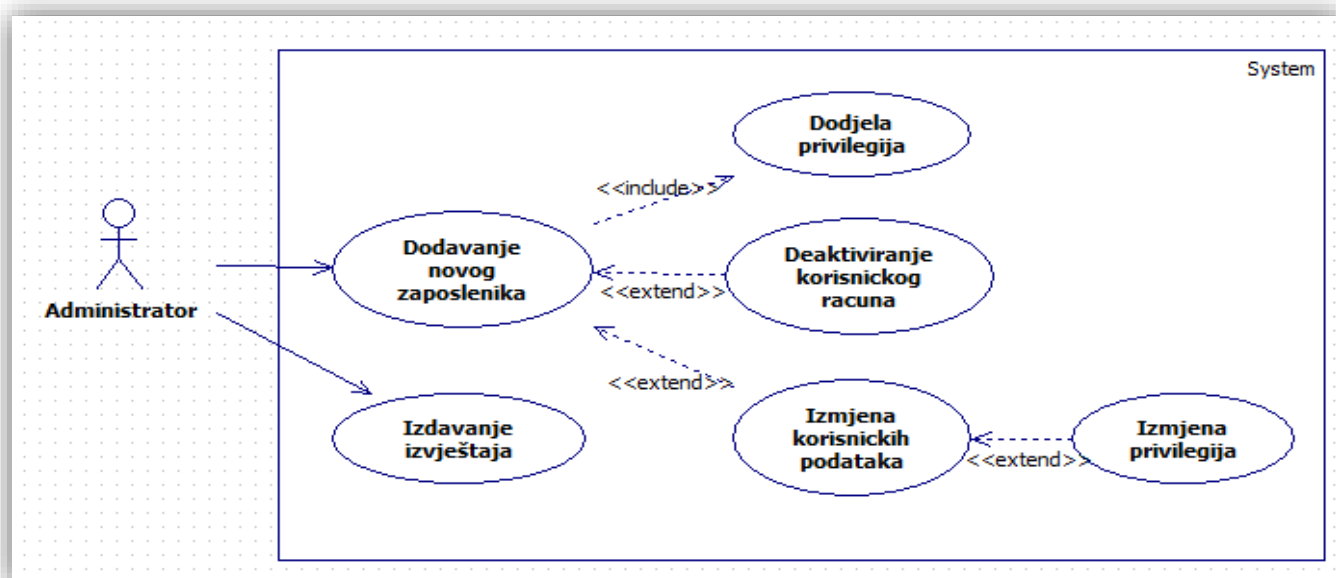 System
Dodjela
privilegija
<<include>>
Dodavanje
novog
zaposlenika
Deaktiviranje
korisnickog
racuna
<<extend>>
Administrator
<<extend>>
Izdavanje
izvještaja
Izmjena
korisnickih
podataka
<<extend>>
Izmjena
privilegija